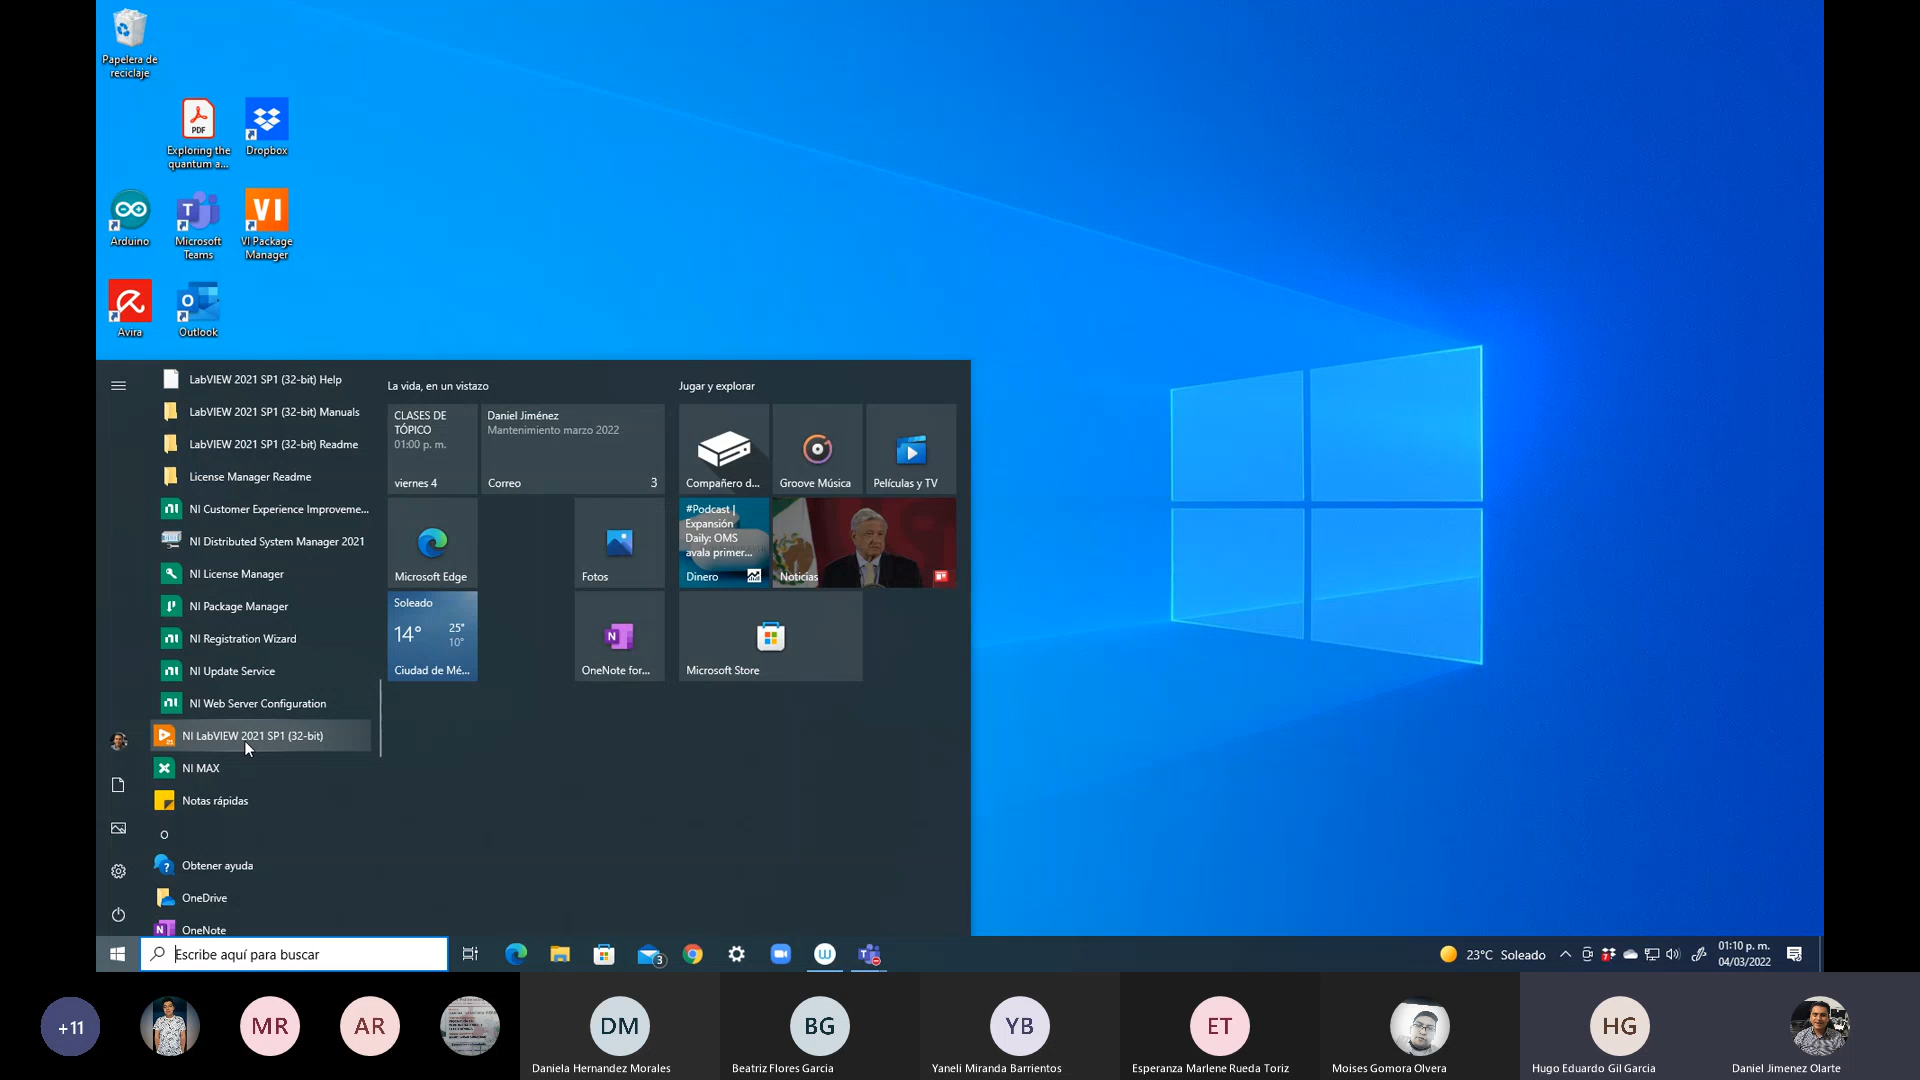 Papelera de
reciclaje
PDF
Exploring the
quantum a...
Dropbox
Arduino
T
Microsoft
Teams
VI
VI Package
Manager
Avira
O
Outlook
LabVIEW 2021 SP1 (32-bit) Help
LabVIEW 2021 SP1 (32-bit) Manuals
LabVIEW 2021 SP1 (32-bit) Readme
License Manager Readme
NI Customer Experience Improveme...
NI Distributed System Manager 2021
NI License Manager
NI Package Manager
NI Registration Wizard
NI Update Service
NI Web Server Configuration
NI LabVIEW 2021 SP1 (32-bit)
NI MAX
Notas rápidas
O
Obtener ayuda
OneDrive
OneNote
La vida, en un vistazo
CLASES DE
TÓPICO
01:00 p. m.
viernes 4
Daniel Jiménez
Mantenimiento marzo 2022
Correo
3
Microsoft Edge
Fotos
Soleado
14°
25°
10°
Ciudad de Mé...
N
OneNote for...
Jugar y explorar
Compañero d...
Groove Música
Películas y TV
#Podcast |
Expansión
Daily: OMS
avala primer...
Dinero
Noticias
Microsoft Store
Escribe aquí para buscar
3
23°C Soleado
01:10 p. m.
04/03/2022
+11
MR
AR
DM
Daniela Hernandez Morales
BG
Beatriz Flores Garcia
YB
Yaneli Miranda Barrientos
ET
Esperanza Marlene Rueda Toriz
Moises Gomora Olvera
HG
Hugo Eduardo Gil Garcia
Daniel Jimenez Olarte